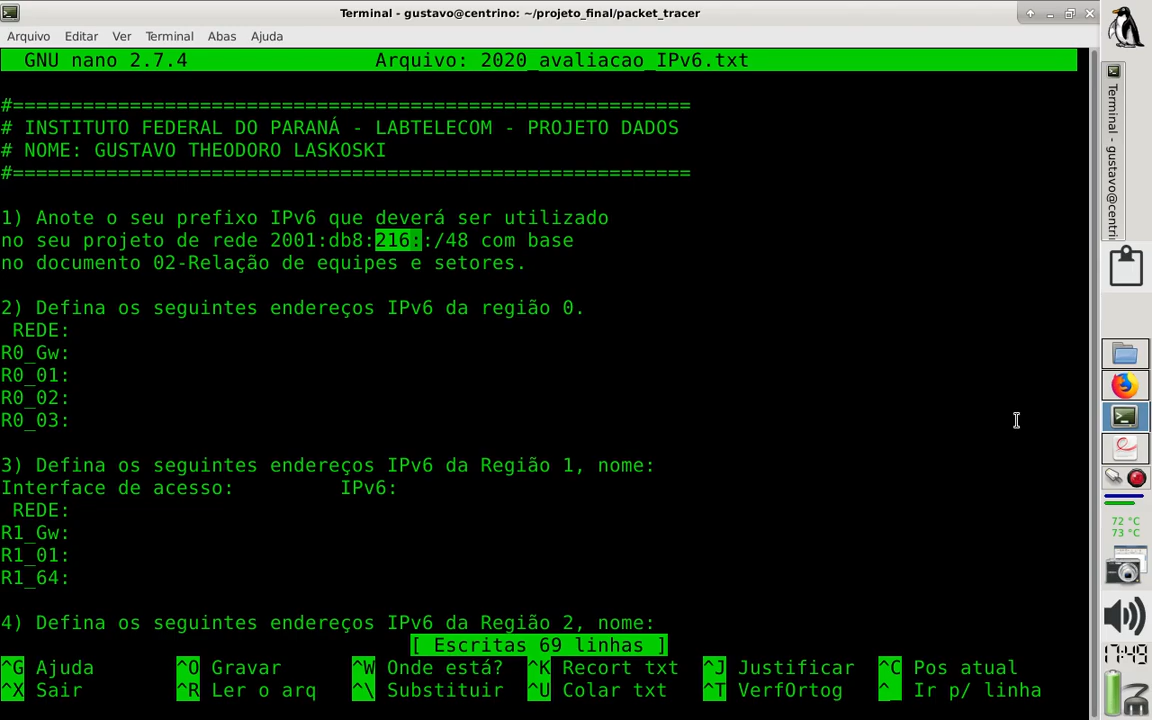 Terminal - gustavo@centrino: ~/projeto_final/packet_tracer
Arquivo Editar Ver Terminal Abas Ajuda
GNU nano 2.7.4 Arquivo: 2020_avaliacao_IPv6.txt
#==========================================================
# INSTITUTO FEDERAL DO PARANÁ - LABTELECOM - PROJETO DADOS
# NOME: GUSTAVO THEODORO LASKOSKI
#==========================================================
1) Anote o seu prefixo IPv6 que deverá ser utilizado
no seu projeto de rede 2001:db8:216::/48 com base
no documento 02-Relação de equipes e setores.
2) Defina os seguintes endereços IPv6 da região 0.
REDE:
R0_Gw:
R0_01:
R0_02:
R0_03:
3) Defina os seguintes endereços IPv6 da Região 1, nome:
Interface de acesso: IPv6:
REDE:
R1_Gw:
R1_01:
R1_64:
4) Defina os seguintes endereços IPv6 da Região 2, nome:
[ Escritas 69 linhas ]
^G Ajuda ^O Gravar ^W Onde está? ^K Recort txt ^J Justificar ^C Pos atual
^X Sair ^R Ler o arq ^\ Substituir ^U Colar txt ^T VerfOrtog ^_ Ir p/ linha
Terminal - gustavo@centri
72 °C
73 °C
17:49